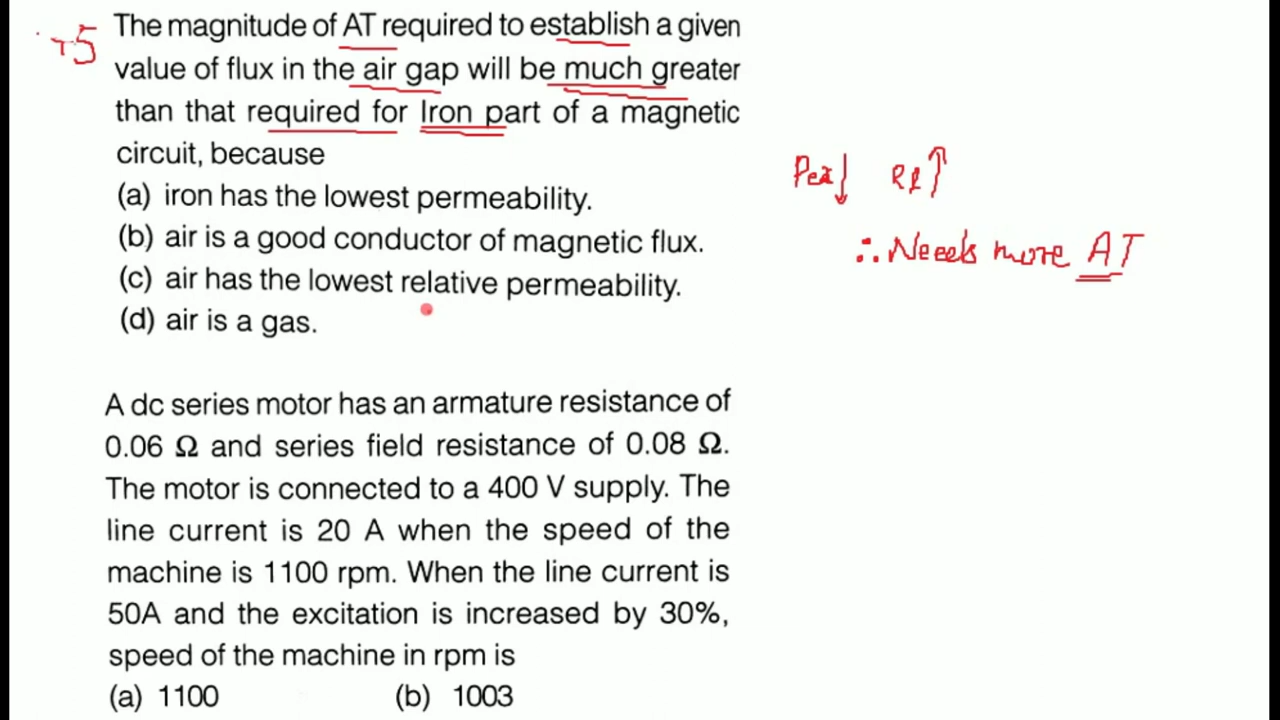 T5
The magnitude of AT required to establish a given
value of flux in the air gap will be much greater
than that required for Iron part of a magnetic
circuit, because
(a) iron has the lowest permeability.
(b) air is a good conductor of magnetic flux.
(c) air has the lowest relative permeability.
(d) air is a gas.
Per↓ Rl↑
∴ Neeeds more AT
A dc series motor has an armature resistance of
0.06 Ω and series field resistance of 0.08 Ω.
The motor is connected to a 400 V supply. The
line current is 20 A when the speed of the
machine is 1100 rpm. When the line current is
50A and the excitation is increased by 30%,
speed of the machine in rpm is
(a) 1100 (b) 1003